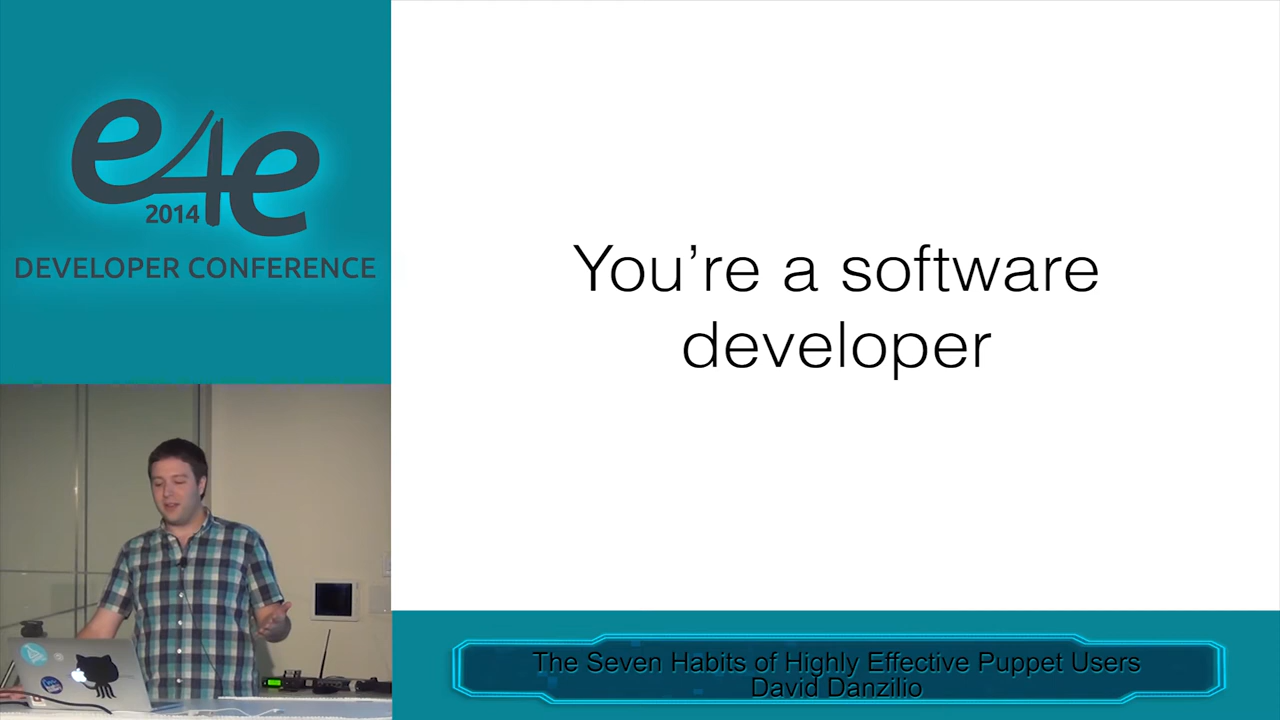 e4e
2014
DEVELOPER CONFERENCE
You're a software
developer
The Seven Habits of Highly Effective Puppet Users
David Danzilio